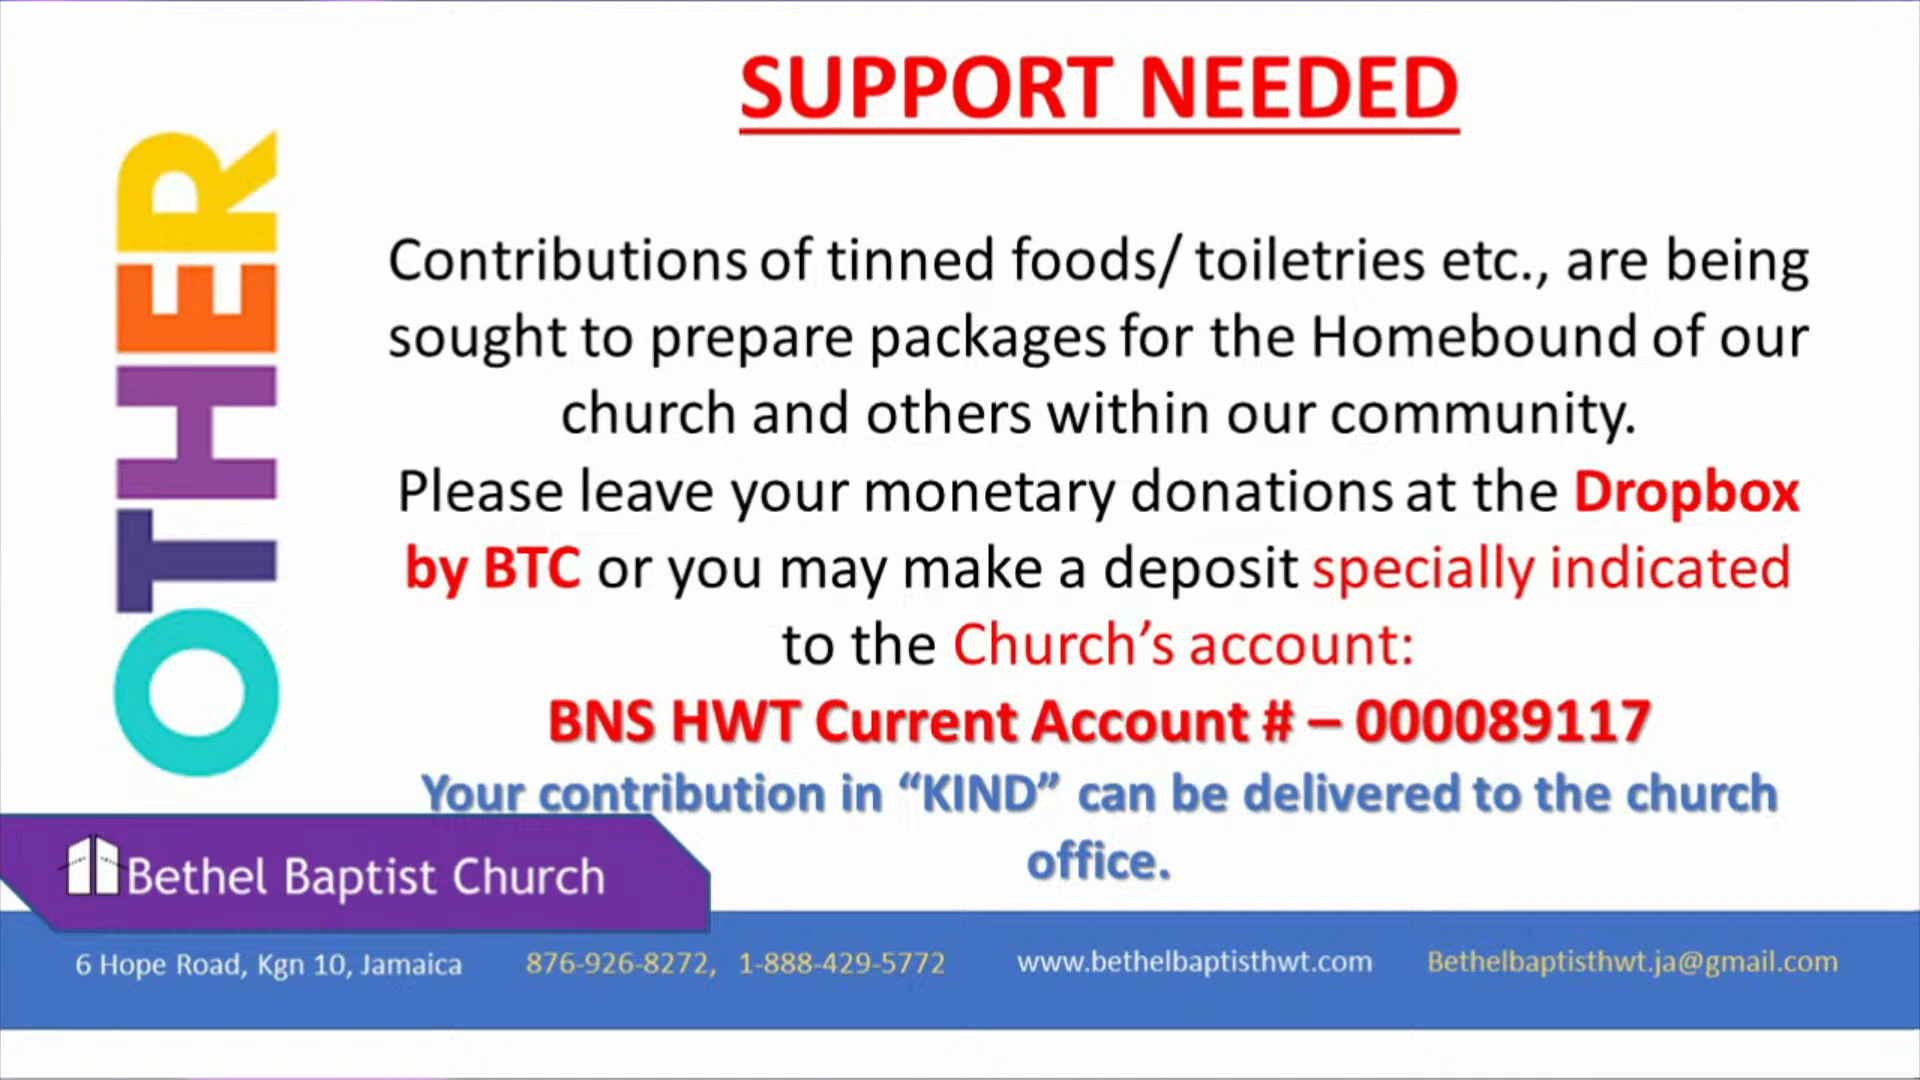 SUPPORT NEEDED
OTHER
Contributions of tinned foods/ toiletries etc., are being
sought to prepare packages for the Homebound of our
church and others within our community.
Please leave your monetary donations at the Dropbox
by BTC or you may make a deposit specially indicated
to the Church’s account:
BNS HWT Current Account # – 000089117
Your contribution in “KIND” can be delivered to the church
office.
Bethel Baptist Church
6 Hope Road, Kgn 10, Jamaica 876-926-8272, 1-888-429-5772 www.bethelbaptisthwt.com Bethelbaptisthwt.ja@gmail.com